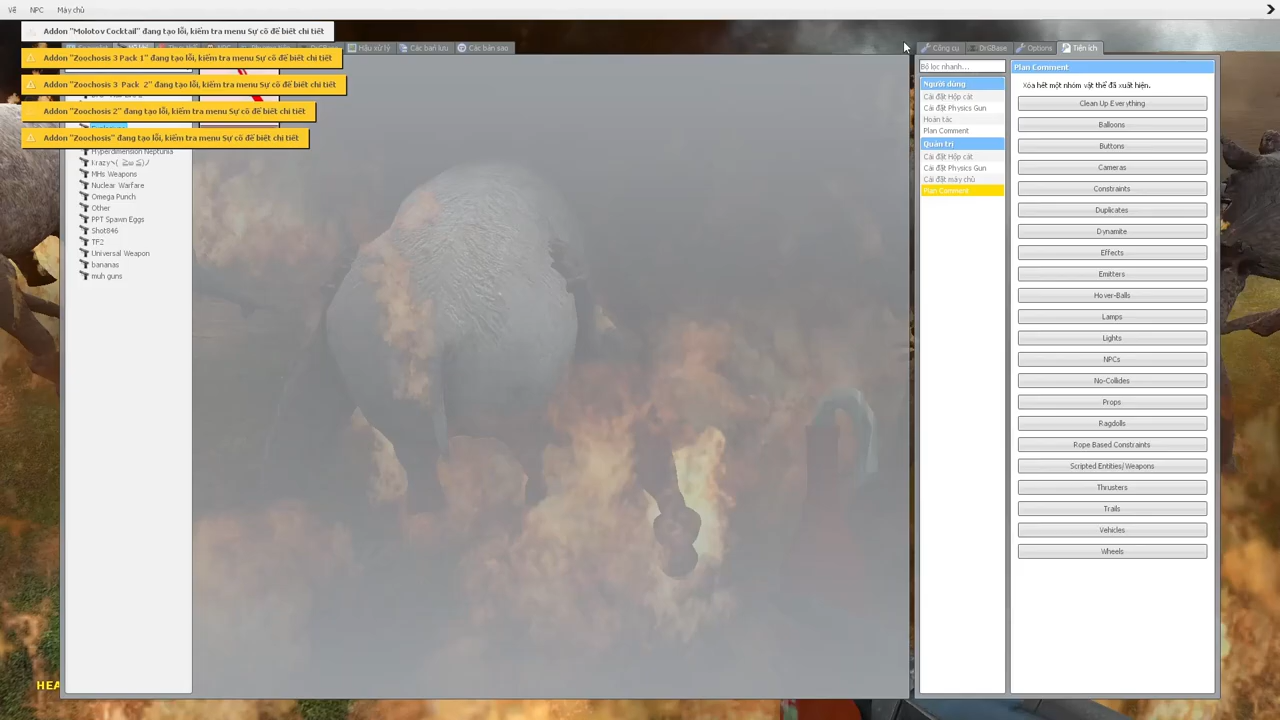 Vẽ NPC Máy chủ
Addon "Molotov Cocktail" đang tạo lỗi, kiểm tra menu Sự cố để biết chi tiết
Addon "Zoochosis 3 Pack 1" đang tạo lỗi, kiểm tra menu Sự cố để biết chi tiết
Addon "Zoochosis 3 Pack 2" đang tạo lỗi, kiểm tra menu Sự cố để biết chi tiết
Addon "Zoochosis 2" đang tạo lỗi, kiểm tra menu Sự cố để biết chi tiết
Addon "Zoochosis" đang tạo lỗi, kiểm tra menu Sự cố để biết chi tiết
Hậu xử lý
Các bạn lưu
Các bản sao
Hyperdimension Neptunia
MHs Weapons
Nuclear Warfare
Omega Punch
Other
PPT Spawn Eggs
Shot846
TF2
Universal Weapon
bananas
muh guns
HEA
Công cụ
DrGBase
Options
Tiện ích
Bộ lọc nhanh...
Người dùng
Cài đặt Hộp cát
Cài đặt Physics Gun
Hoàn tác
Plan Comment
Quản trị
Cài đặt Hộp cát
Cài đặt Physics Gun
Cài đặt máy chủ
Plan Comment
Plan Comment
Xóa hết một nhóm vật thể đã xuất hiện.
Clean Up Everything
Balloons
Buttons
Cameras
Constraints
Duplicates
Dynamite
Effects
Emitters
Hover-Balls
Lamps
Lights
NPCs
No-Collides
Props
Ragdolls
Rope Based Constraints
Scripted Entities/Weapons
Thrusters
Trails
Vehicles
Wheels